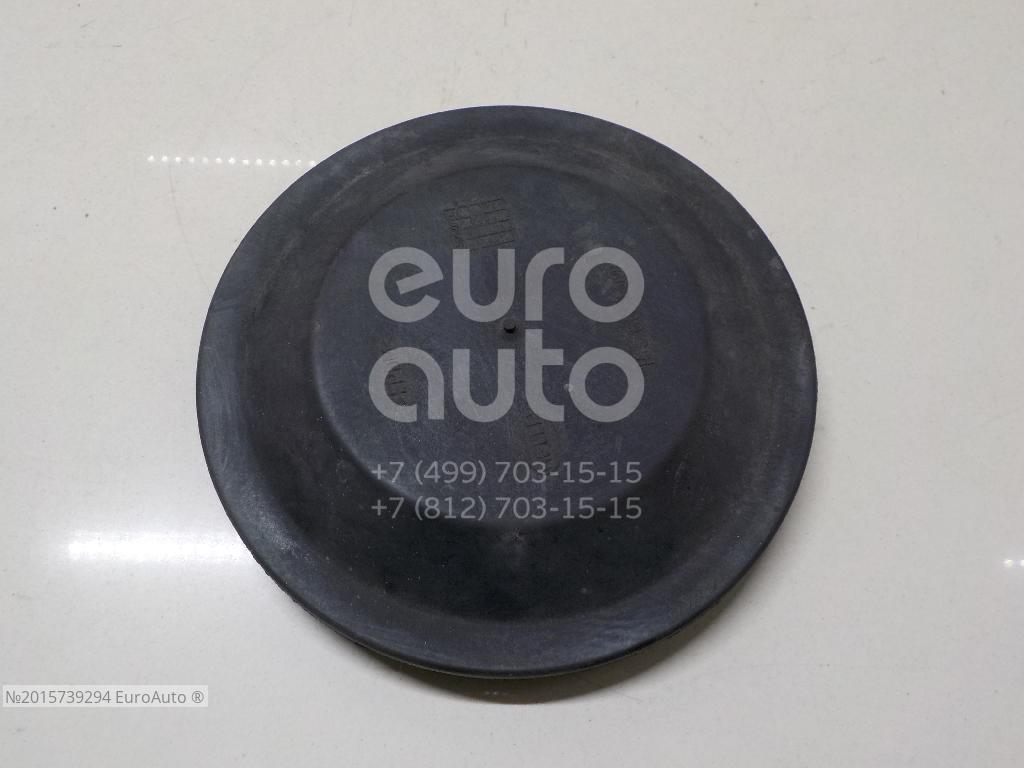 euro
auto
+7 (499) 703-15-15
+7 (812) 703-15-15
№2015739294 EuroAuto ®